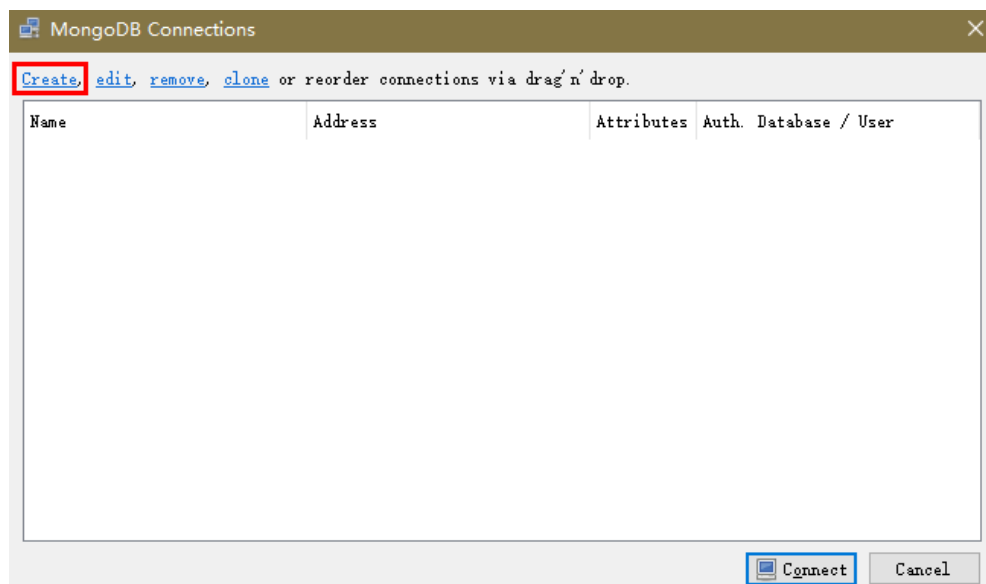 MongoDB Connections
Create, edit, remove, clone or reorder connections via drag'n'drop.
Name Address Attributes Auth. Database / User
Connect Cancel